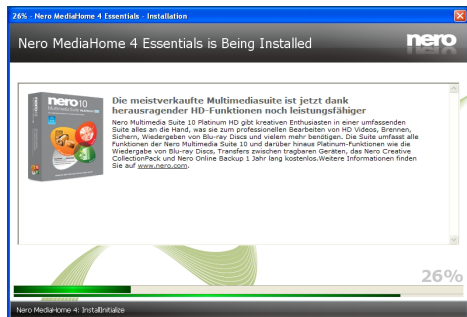 26% - Nero MediaHome 4 Essentials - Installation
Nero MediaHome 4 Essentials is Being Installed
nero
nero 10
Die meistverkaufte Multimediasuite ist jetzt dank
herausragender HD-Funktionen noch leistungsfähiger
Nero Multimedia Suite 10 Platinum HD gibt kreativen Enthusiasten in einer umfassenden
Suite alles an die Hand, was sie zum professionellen Bearbeiten von HD Videos, Brennen,
Sichern, Wiedergeben von Blu-ray Discs und vielem mehr benötigen. Die Suite umfasst alle
Funktionen der Nero Multimedia Suite 10 und darüber hinaus Platinum-Funktionen wie die
Wiedergabe von Blu-ray Discs, Transfers zwischen tragbaren Geräten, das Nero Creative
CollectionPack und Nero Online Backup 1 Jahr lang kostenlos.Weitere Informationen finden
Sie auf www.nero.com.
26%
Nero MediaHome 4: InstallInitialize